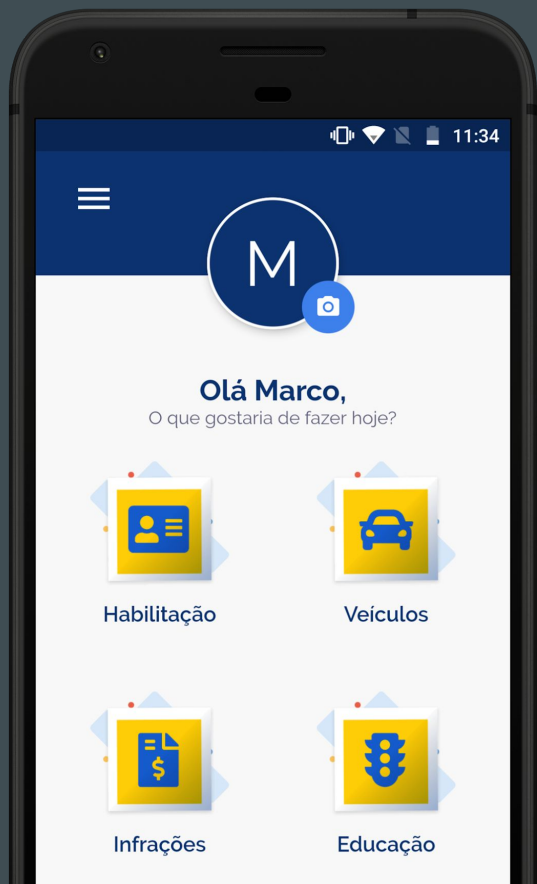 11:34
M
Olá Marco,
O que gostaria de fazer hoje?
Habilitação
Veículos
$
Infrações
Educação